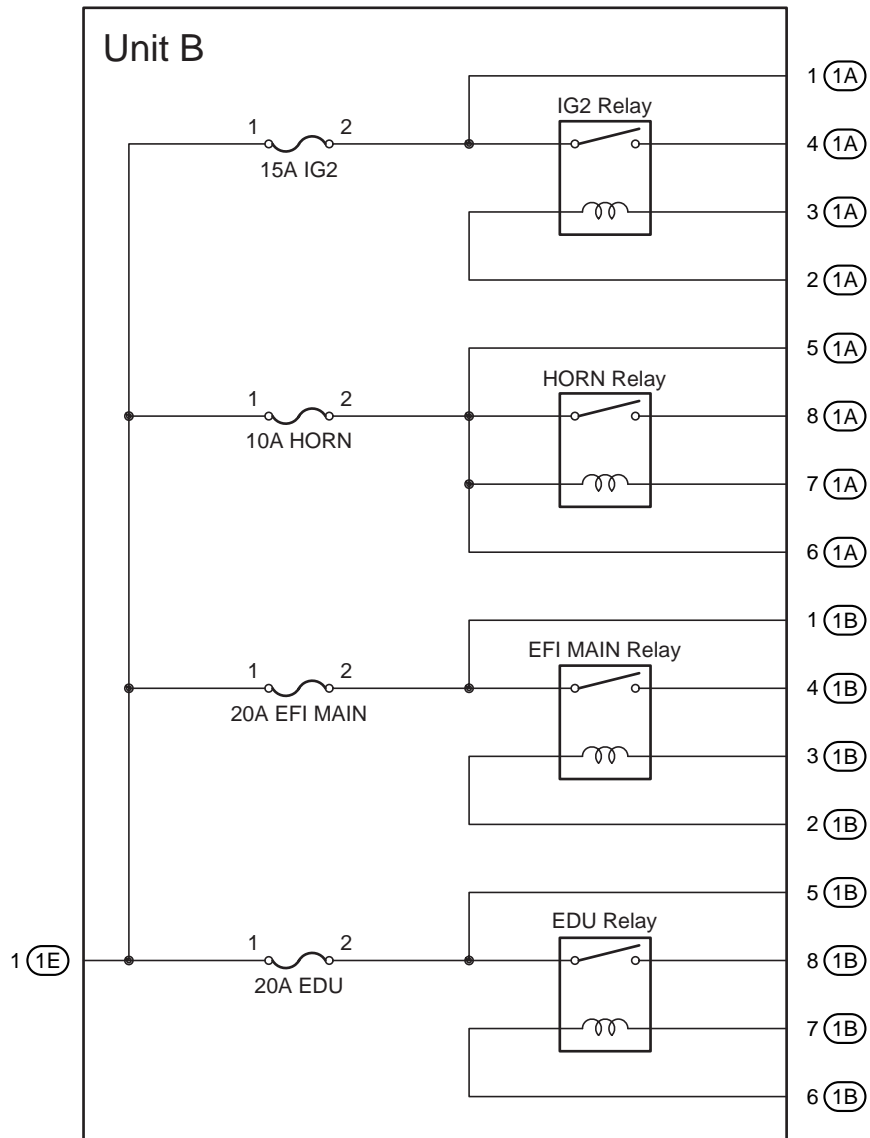 Unit B
1 1A
IG2 Relay
1 2
4 1A
15A IG2
3 1A
2 1A
5 1A
HORN Relay
1 2
8 1A
10A HORN
7 1A
6 1A
1 1B
EFI MAIN Relay
1 2
4 1B
20A EFI MAIN
3 1B
2 1B
5 1B
EDU Relay
1 2
1 1E
8 1B
20A EDU
7 1B
6 1B